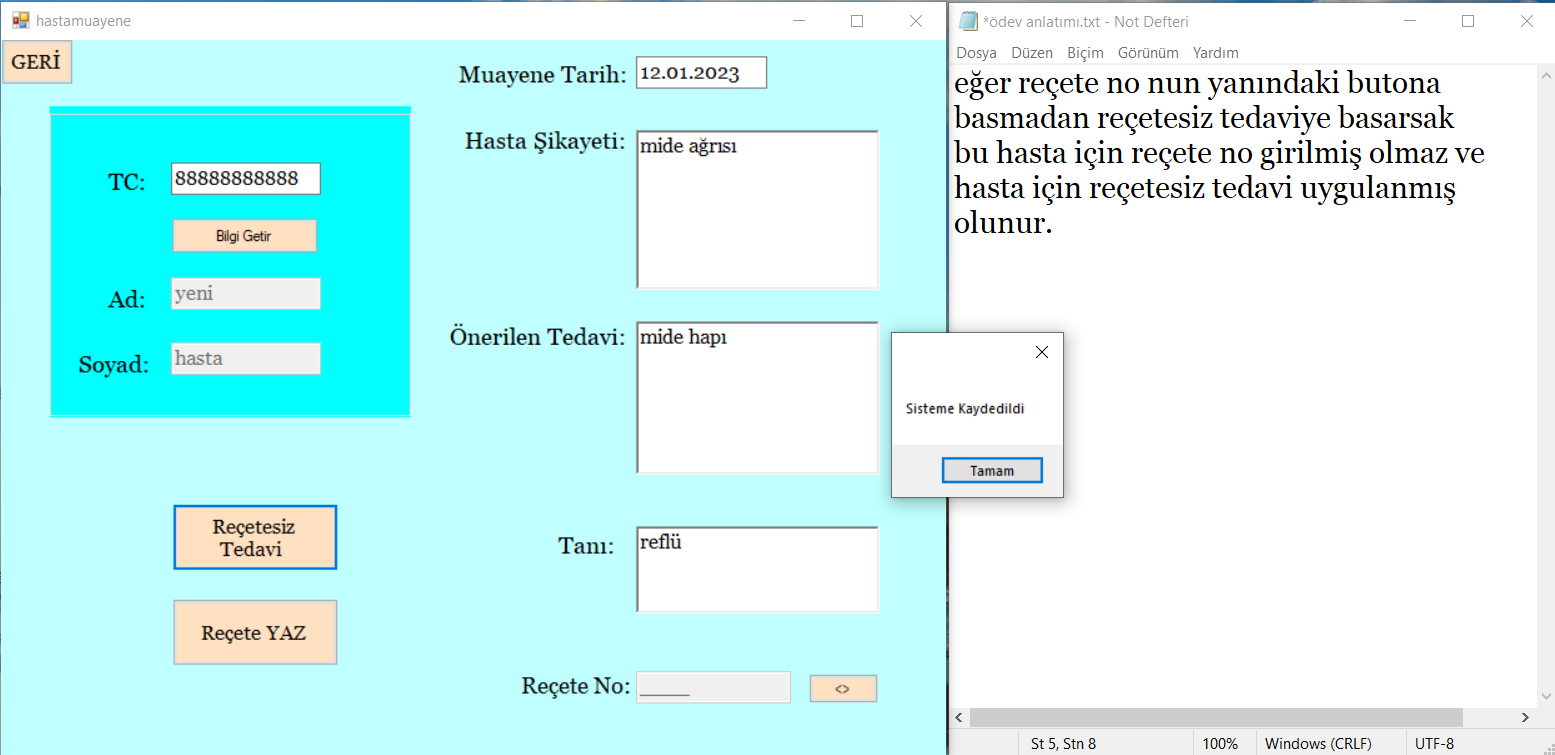 hastamuayene
GERİ
Muayene Tarih: 12.01.2023
Hasta Şikayeti: mide ağrısı
TC: 88888888888
Bilgi Getir
Ad: yeni
Soyad: hasta
Önerilen Tedavi: mide hapı
Reçetesiz
Tedavi
Tanı: reflü
Reçete YAZ
Reçete No: _____ <>
*ödev anlatımı.txt - Not Defteri
Dosya Düzen Biçim Görünüm Yardım
eğer reçete no nun yanındaki butona
basmadan reçetesiz tedaviye basarsak
bu hasta için reçete no girilmiş olmaz ve
hasta için reçetesiz tedavi uygulanmış
olunur.
Sisteme Kaydedildi
Tamam
St 5, Stn 8 100% Windows (CRLF) UTF-8